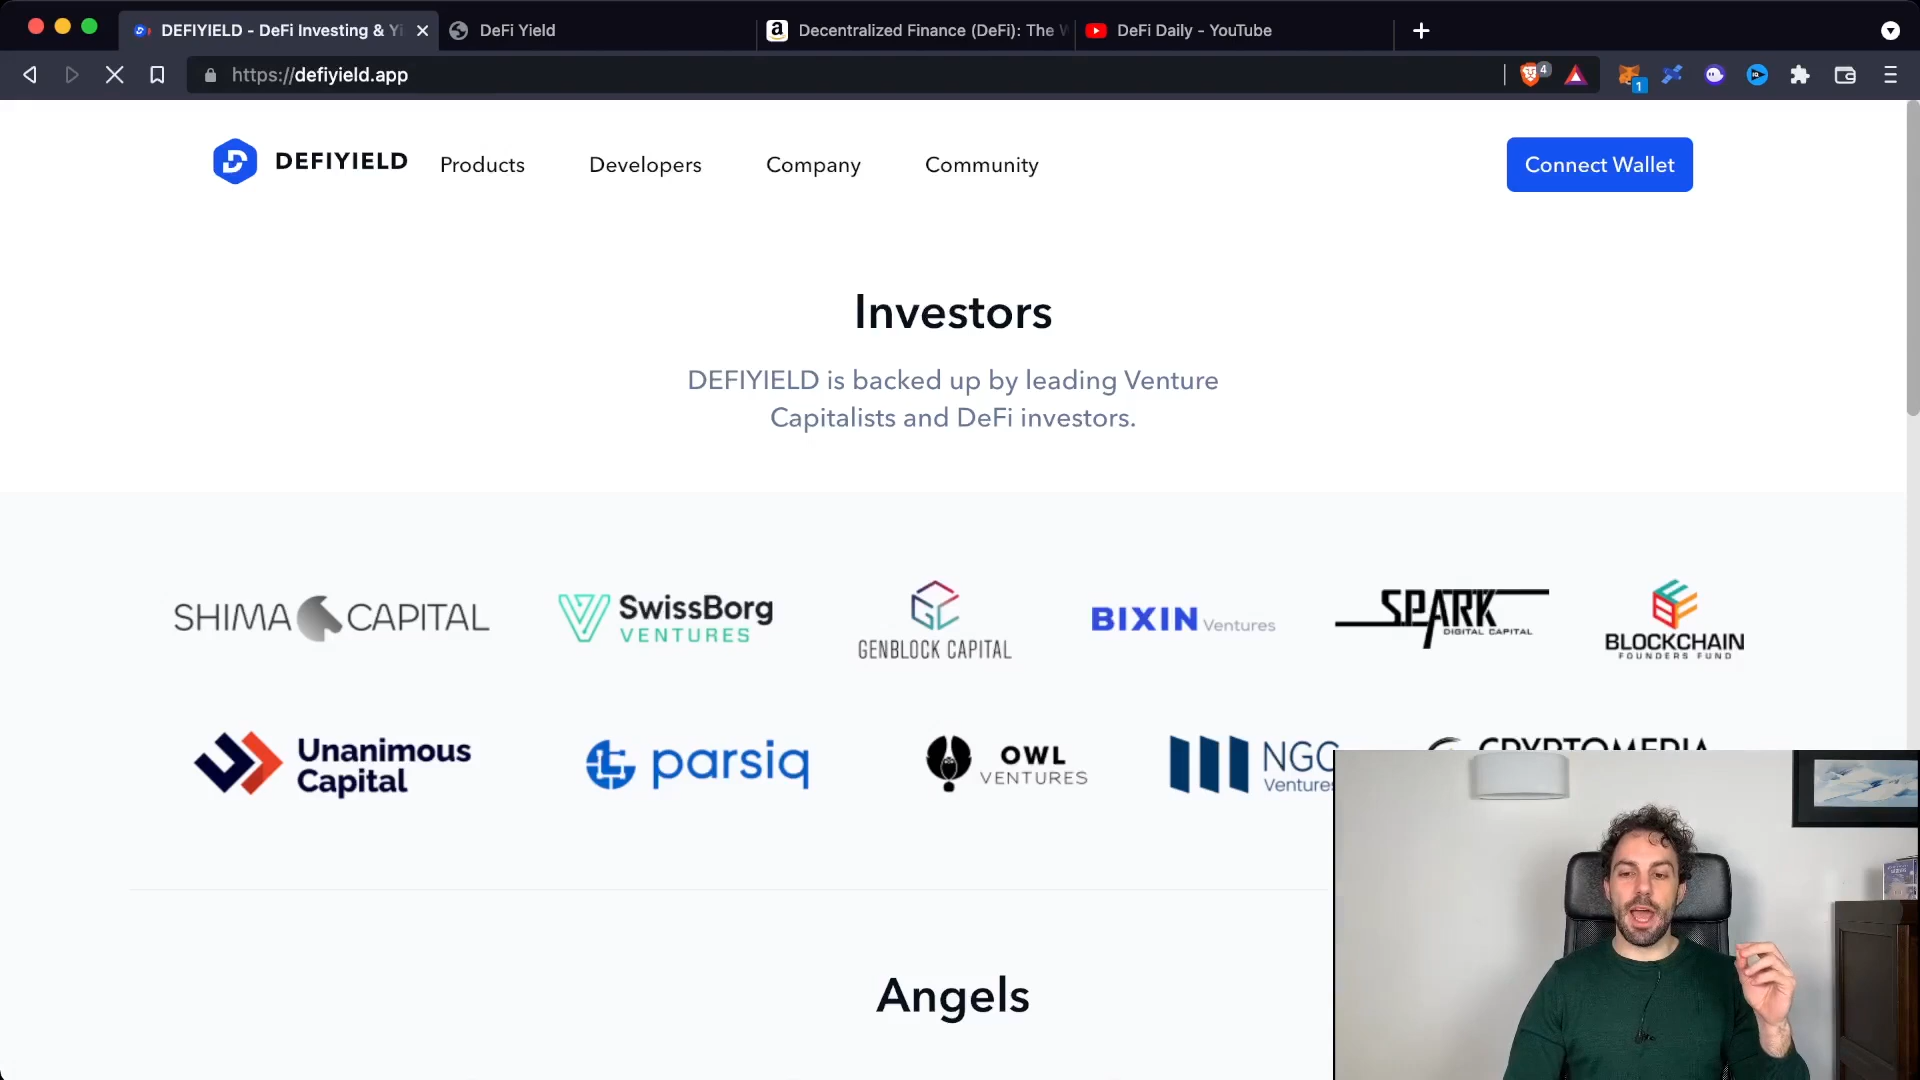 DEFIYIELD - DeFi Investing & Yi
DeFi Yield
Decentralized Finance (DeFi): The W
DeFi Daily - YouTube
https://defiyield.app
4
1
DEFIYIELD
Products
Developers
Company
Community
Connect Wallet
Investors
DEFIYIELD is backed up by leading Venture
Capitalists and DeFi investors.
SHIMA CAPITAL
SwissBorg
VENTURES
GENBLOCK CAPITAL
BIXIN Ventures
SPARK
DIGITAL CAPITAL
BLOCKCHAIN
FOUNDERS FUND
Unanimous
Capital
parsiq
OWL
VENTURES
NGC
Ventures
CRYPTOMEDIA
Angels